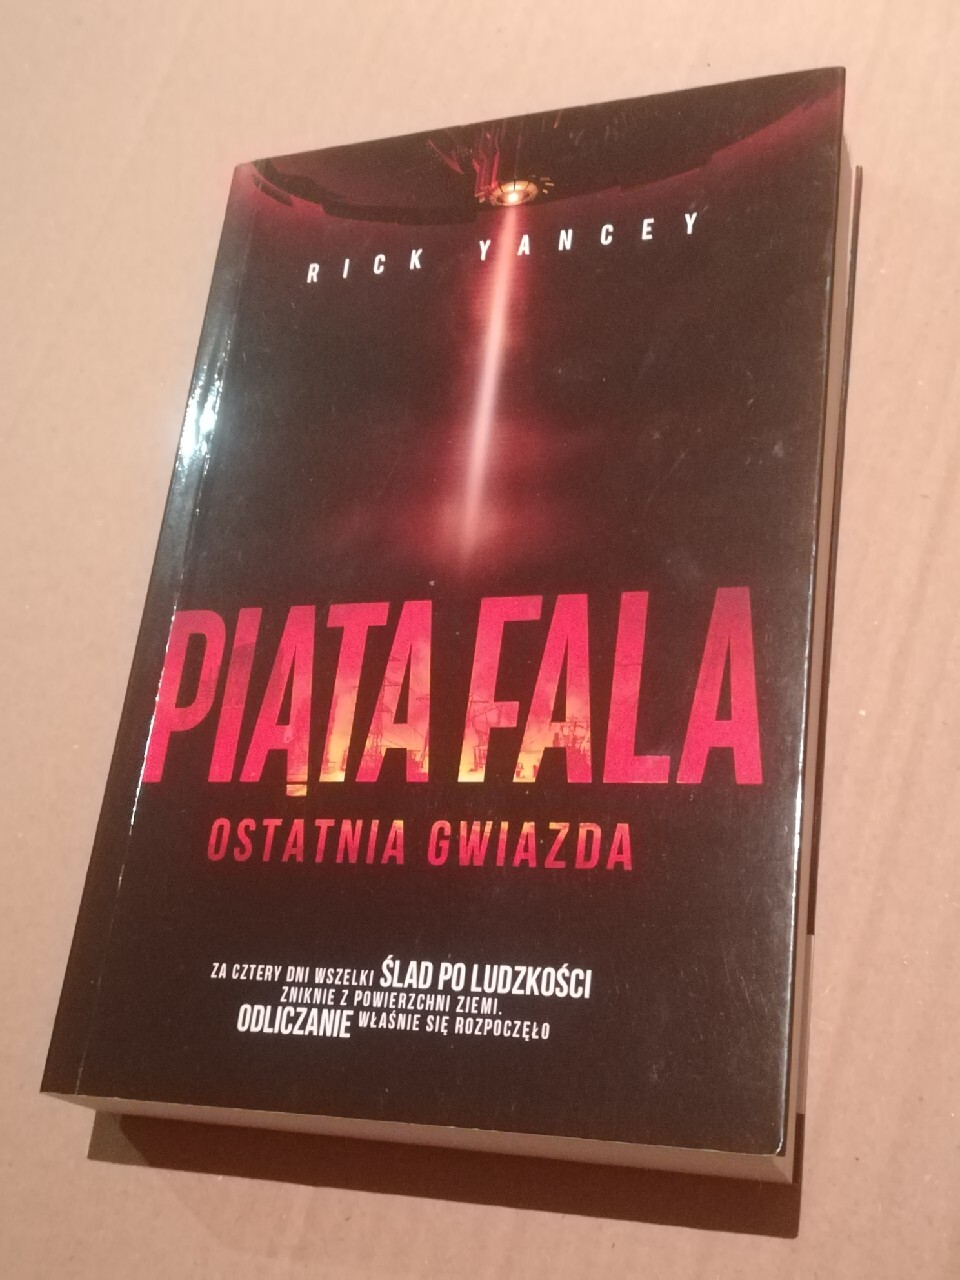 RICK YANCEY
PIĄTA FALA
OSTATNIA GWIAZDA
ZA CZTERY DNI WSZELKI ŚLAD PO LUDZKOŚCI
ZNIKNIE Z POWIERZCHNI ZIEMI.
ODLICZANIE WŁAŚNIE SIĘ ROZPOCZĘŁO